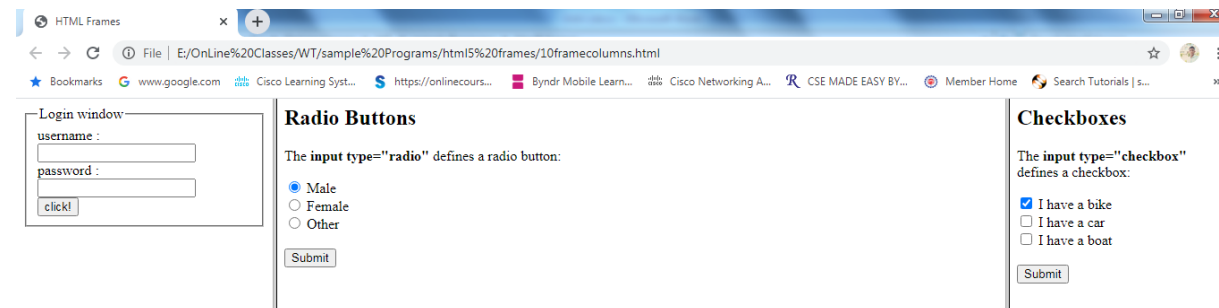 HTML Frames
File | E:/OnLine%20Classes/WT/sample%20Programs/html5%20frames/10framecolumns.html
Bookmarks www.google.com Cisco Learning Syst... https://onlinecours... Byndr Mobile Learn... Cisco Networking A... CSE MADE EASY BY... Member Home Search Tutorials | s...
Login window
username :
password :
click!
Radio Buttons
The input type="radio" defines a radio button:
Male
Female
Other
Submit
Checkboxes
The input type="checkbox"
defines a checkbox:
I have a bike
I have a car
I have a boat
Submit